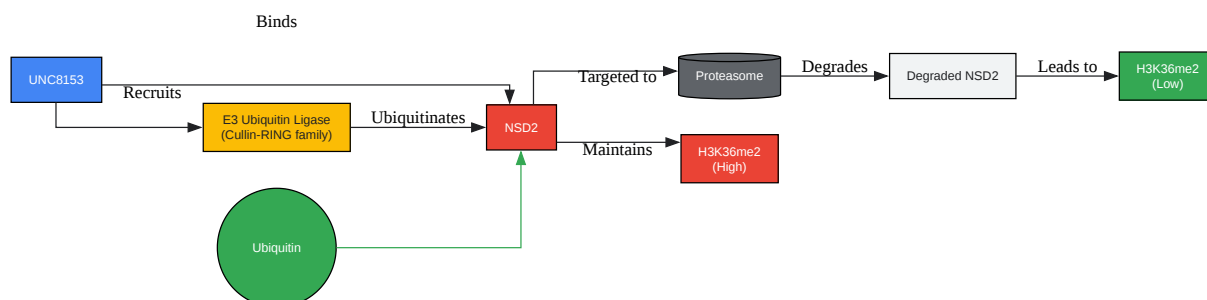 Binds
UNC8153
Recruits
E3 Ubiquitin Ligase
(Cullin-RING family)
Ubiquitinates
NSD2
Targeted to
Proteasome
Degrades
Degraded NSD2
Leads to
H3K36me2
(Low)
Maintains
H3K36me2
(High)
Ubiquitin